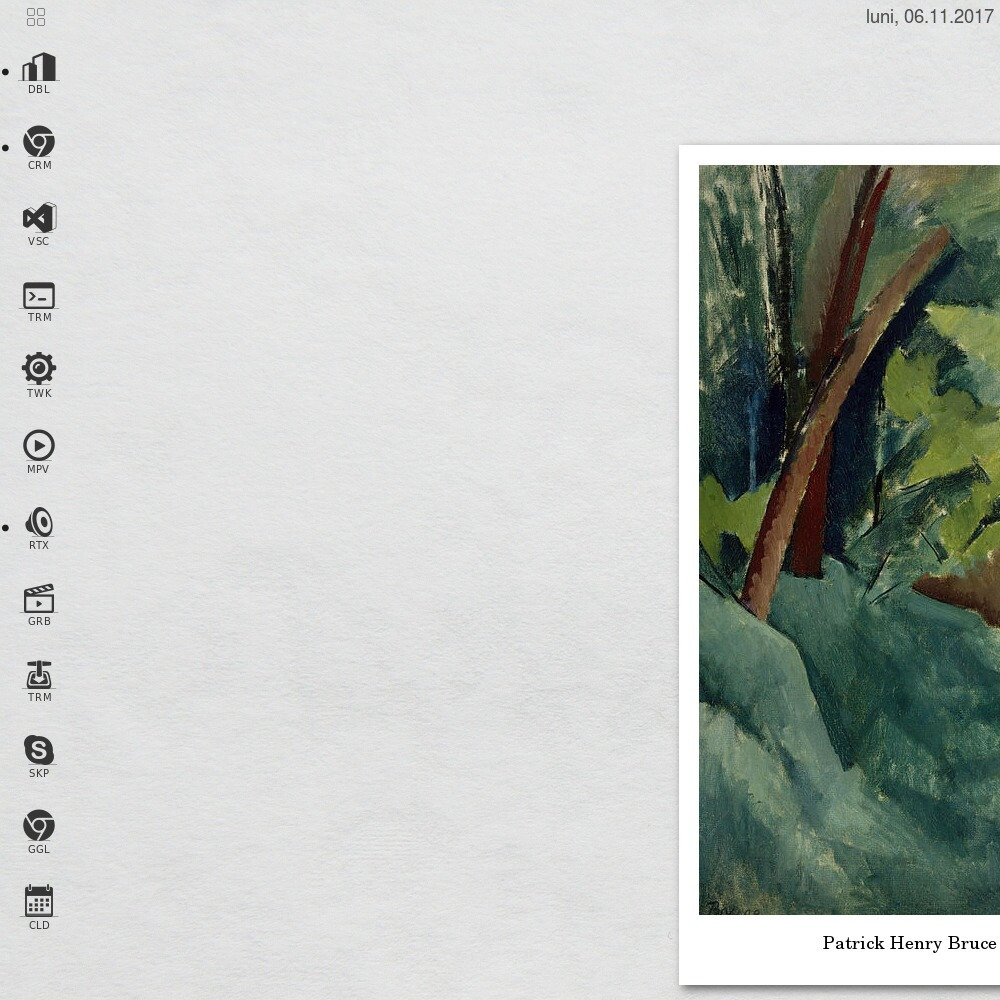 luni, 06.11.2017
DBL
CRM
VSC
TRM
TWK
MPV
RTX
GRB
TRM
SKP
GGL
CLD
Patrick Henry Bruce